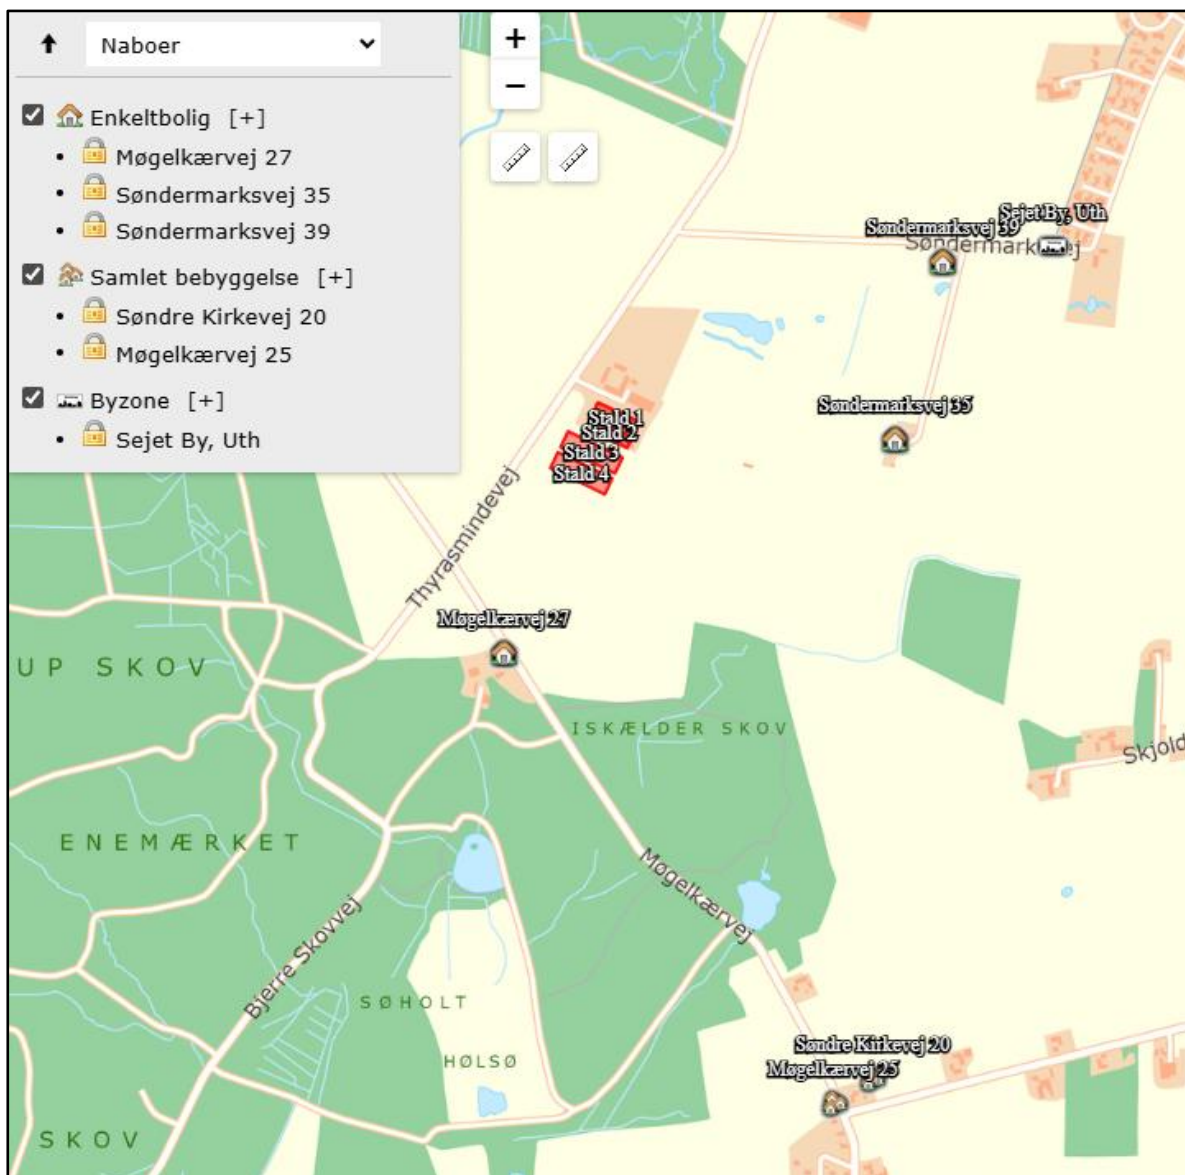 Naboer
+
−
Enkeltbolig [+]
• Møgelkærvej 27
• Søndermarksvej 35
• Søndermarksvej 39
Samlet bebyggelse [+]
• Søndre Kirkevej 20
• Møgelkærvej 25
Byzone [+]
• Sejet By, Uth
Sejet By, Uth
Søndermarksvej 39
Søndermarksvej 35
Stald 1
Stald 2
Stald 3
Stald 4
Thyrasmindevej
Møgelkærvej 27
UP SKOV
ISKÆLDER SKOV
Skjold
ENEMÆRKET
Møgelkærvej
Bjerre Skovvej
SØHOLT
HØLSØ
Søndre Kirkevej 20
Møgelkærvej 25
SKOV